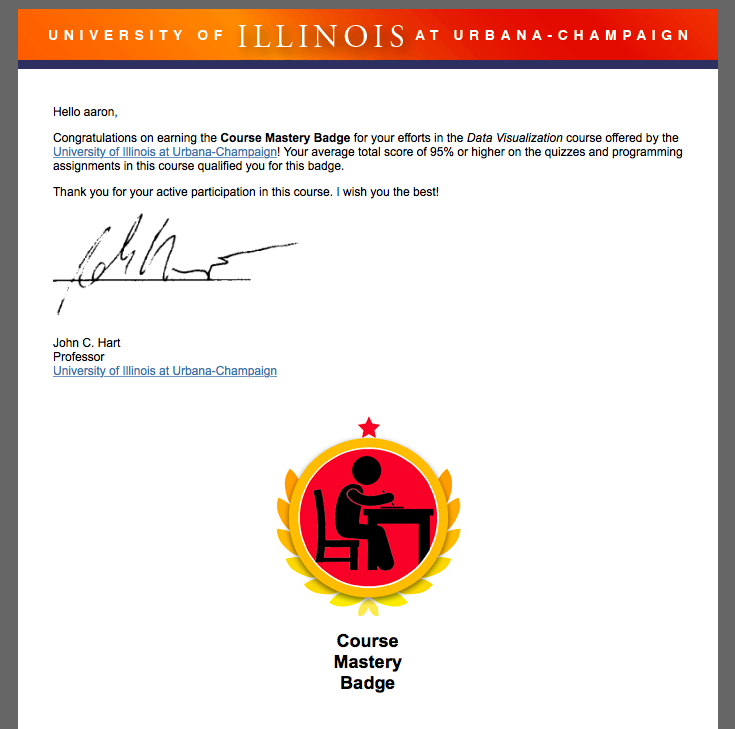 UNIVERSITY OF ILLINOIS AT URBANA-CHAMPAIGN
Hello aaron,
Congratulations on earning the Course Mastery Badge for your efforts in the Data Visualization course offered by the
University of Illinois at Urbana-Champaign! Your average total score of 95% or higher on the quizzes and programming
assignments in this course qualified you for this badge.
Thank you for your active participation in this course. I wish you the best!
John C. Hart
Professor
University of Illinois at Urbana-Champaign
Course
Mastery
Badge